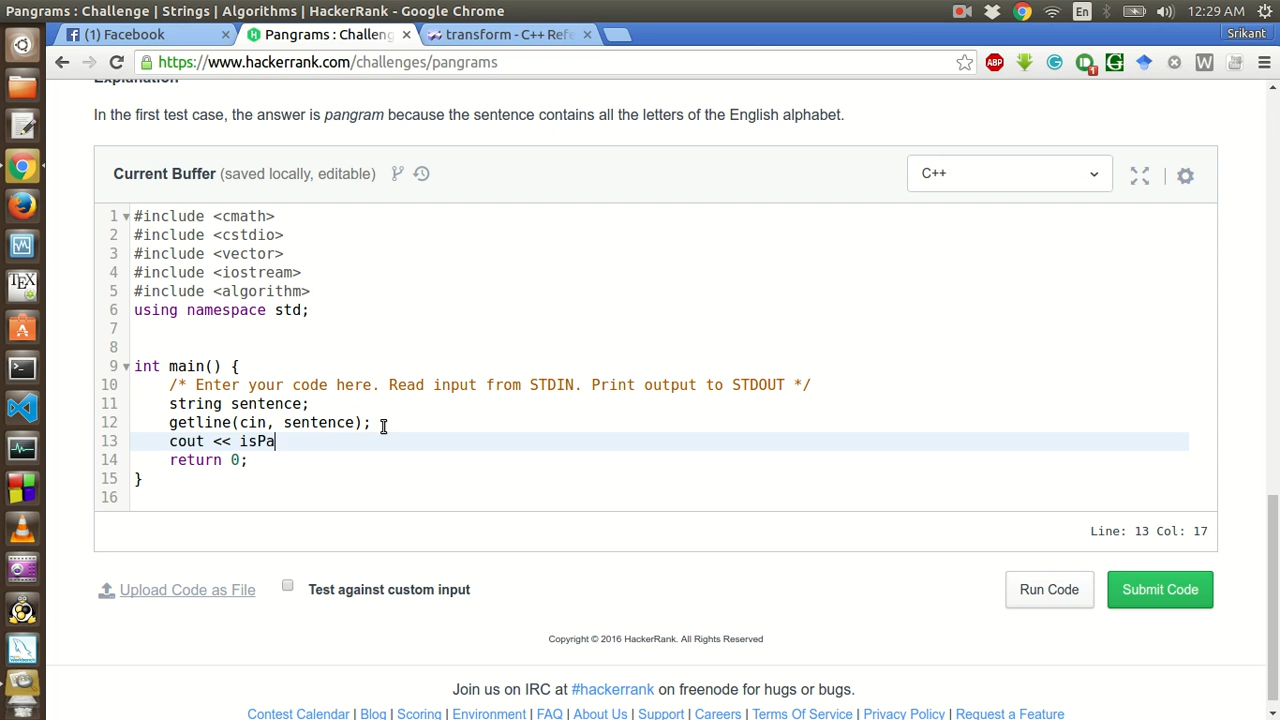 Pangrams : Challenge | Strings | Algorithms | HackerRank - Google Chrome
En
12:29 AM
(1) Facebook
Pangrams : Challeng
transform - C++ Refe
Srikant
https://www.hackerrank.com/challenges/pangrams
ABP
1
W
Explanation
In the first test case, the answer is pangram because the sentence contains all the letters of the English alphabet.
Current Buffer (saved locally, editable)
C++
1 #include <cmath>
2 #include <cstdio>
3 #include <vector>
4 #include <iostream>
5 #include <algorithm>
6 using namespace std;
7
8
9 int main() {
10 /* Enter your code here. Read input from STDIN. Print output to STDOUT */
11 string sentence;
12 getline(cin, sentence);
13 cout << isPa
14 return 0;
15 }
16
Line: 13 Col: 17
Upload Code as File
Test against custom input
Run Code
Submit Code
Copyright © 2016 HackerRank. All Rights Reserved
Join us on IRC at #hackerrank on freenode for hugs or bugs.
Contest Calendar | Blog | Scoring | Environment | FAQ | About Us | Support | Careers | Terms Of Service | Privacy Policy | Request a Feature